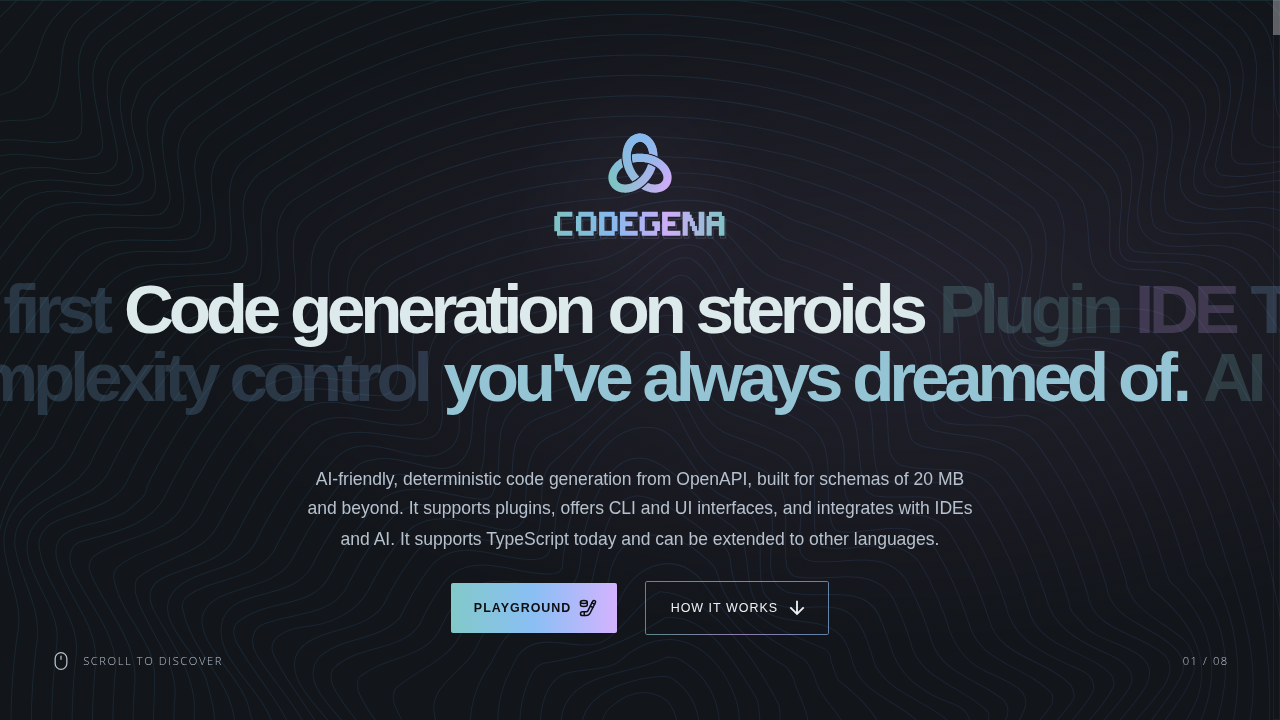 CODEGENA
first Code generation on steroids Plugin IDE
control you've always dreamed of. AI
AI-friendly, deterministic code generation from OpenAPI, built for schemas of 20 MB
and beyond. It supports plugins, offers CLI and UI interfaces, and integrates with IDEs
and AI. It supports TypeScript today and can be extended to other languages.
PLAYGROUND
HOW IT WORKS
SCROLL TO DISCOVER
01 / 08